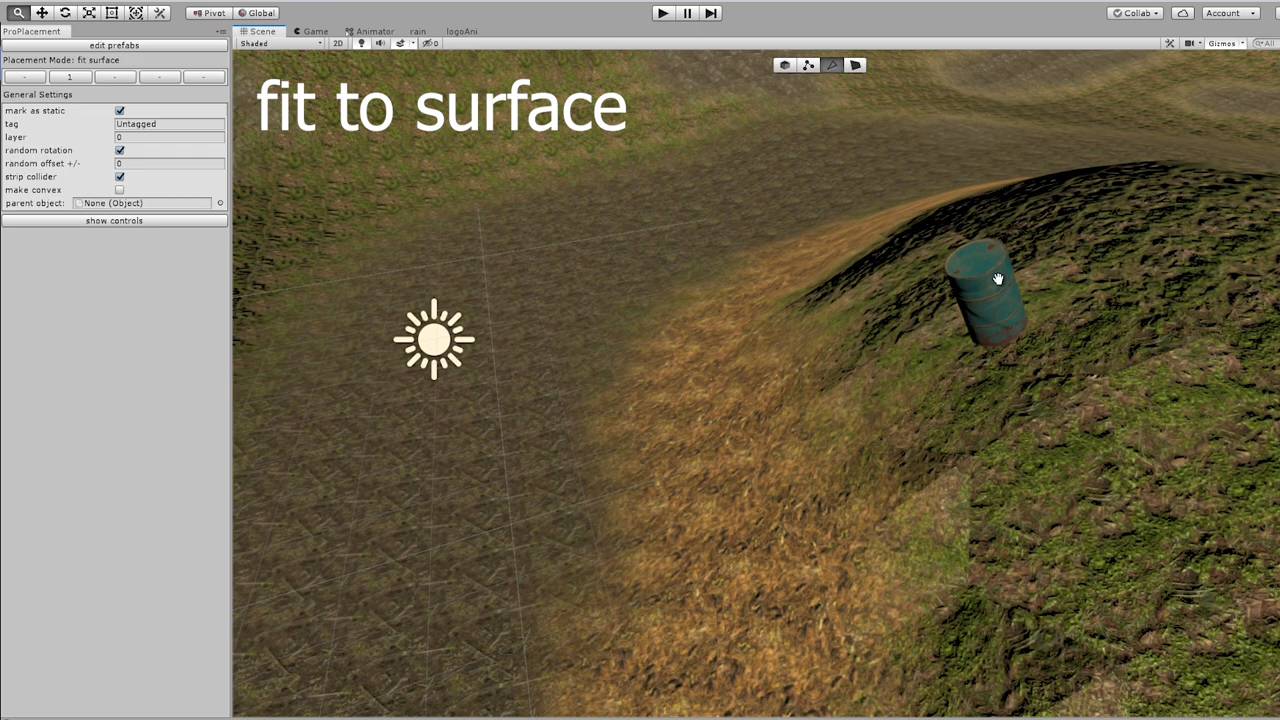 Pivot Global Collab Account
ProPlacement Scene Game Animator rain logoAni
edit prefabs Shaded 2D 0 Gizmos All
Placement Mode: fit surface
- 1 - - -
fit to surface
General Settings
mark as static
tag Untagged
layer 0
random rotation
random offset +/- 0
strip collider
make convex
parent object: None (Object)
show controls